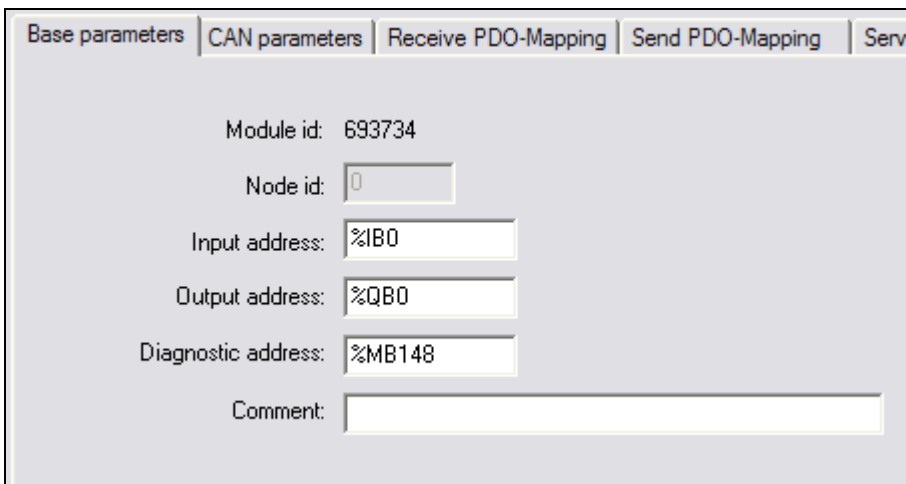 Base parameters CAN parameters Receive PDO-Mapping Send PDO-Mapping Serv
Module id: 693734
Node id: 0
Input address: %IB0
Output address: %QB0
Diagnostic address: %MB148
Comment: